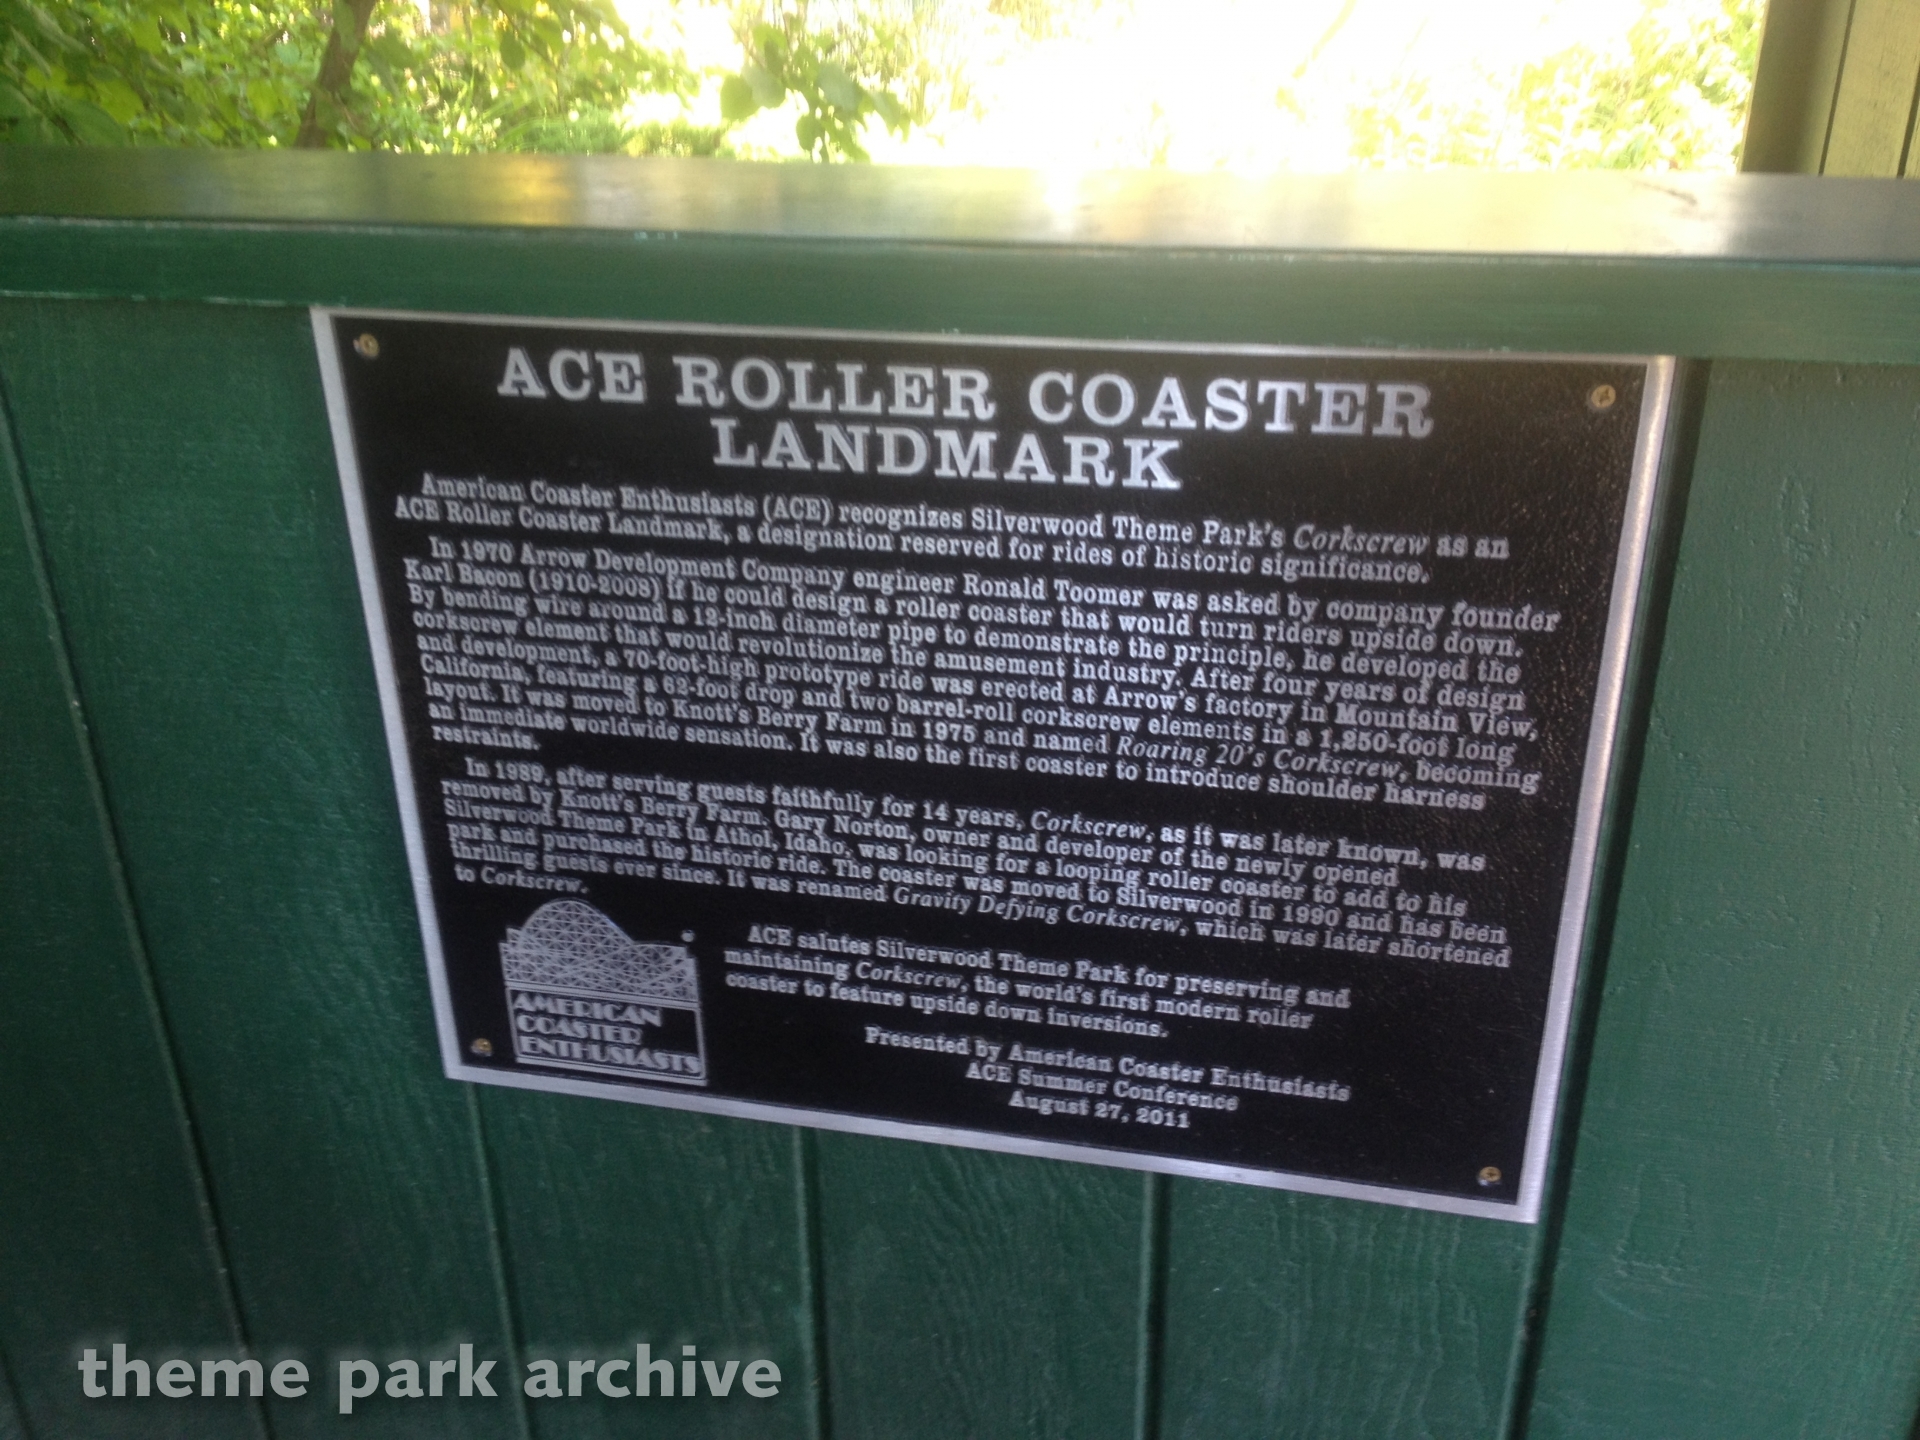 ACE ROLLER COASTER
LANDMARK
American Coaster Enthusiasts (ACE) recognizes Silverwood Theme Park's Corkscrew as an
ACE Roller Coaster Landmark, a designation reserved for rides of historic significance.
In 1970 Arrow Development Company engineer Ronald Toomer was asked by company founder
Karl Bacon (1910-2008) if he could design a roller coaster that would turn riders upside down.
By bending wire around a 12-inch diameter pipe to demonstrate the principle, he developed the
corkscrew element that would revolutionize the amusement industry. After four years of design
and development, a 70-foot-high prototype ride was erected at Arrow's factory in Mountain View,
California, featuring a 62-foot drop and two barrel-roll corkscrew elements in a 1,250-foot long
layout. It was moved to Knott's Berry Farm in 1975 and named Roaring 20's Corkscrew, becoming
an immediate worldwide sensation. It was also the first coaster to introduce shoulder harness
restraints.
In 1989, after serving guests faithfully for 14 years, Corkscrew, as it was later known, was
removed by Knott's Berry Farm. Gary Norton, owner and developer of the newly opened
Silverwood Theme Park in Athol, Idaho, was looking for a looping roller coaster to add to his
park and purchased the historic ride. The coaster was moved to Silverwood in 1990 and has been
thrilling guests ever since. It was renamed Gravity Defying Corkscrew, which was later shortened
to Corkscrew.
ACE salutes Silverwood Theme Park for preserving and
maintaining Corkscrew, the world's first modern roller
coaster to feature upside down inversions.
Presented by American Coaster Enthusiasts
ACE Summer Conference
August 27, 2011
AMERICAN
COASTER
ENTHUSIASTS
theme park archive